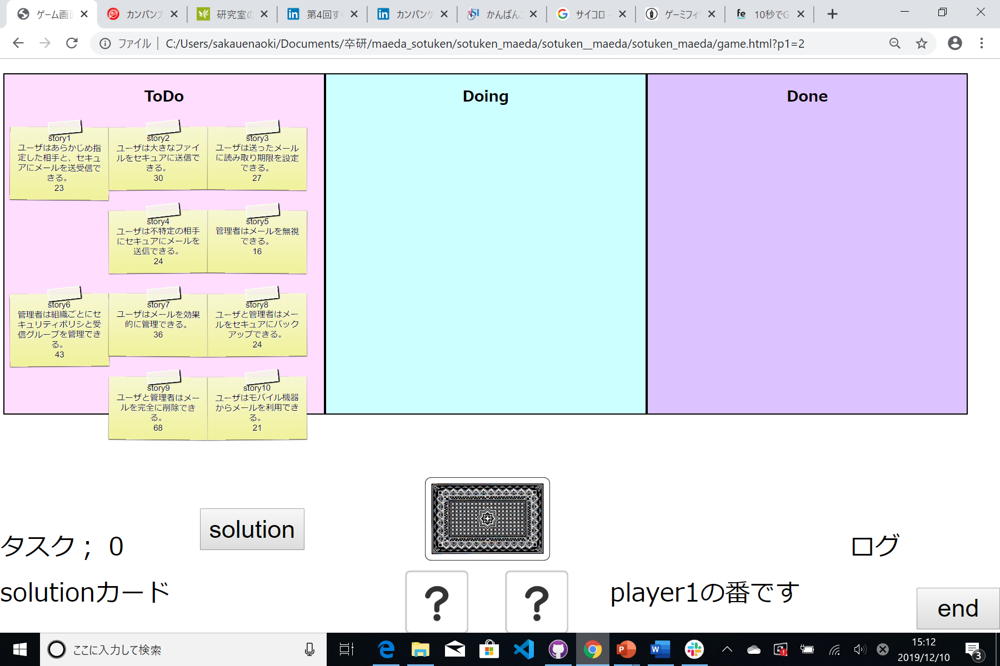 ゲーム画面
カンバンゲ
研究室の
第4回す
カンバンゲ
かんばん
サイコロ -
ゲーミフィ
10秒でG
ファイル
C:/Users/sakauenaoki/Documents/卒研/maeda_sotuken/sotuken_maeda/sotuken__maeda/sotuken_maeda/game.html?p1=2
ToDo
Doing
Done
story1
ユーザはあらかじめ指
定した相手と、セキュ
アにメールを送受信で
きる。
23
story2
ユーザは大きなファイ
ルをセキュアに送信で
きる。
30
story3
ユーザは送ったメール
に読み取り期限を設定
できる。
27
story4
ユーザは不特定の相手
にセキュアにメールを
送信できる。
24
story5
管理者はメールを無視
できる。
16
story6
管理者は組織ごとにセ
キュリティポリシと受
信グループを管理でき
る。
43
story7
ユーザはメールを効果
的に管理できる。
36
story8
ユーザと管理者はメー
ルをセキュアにバック
アップできる。
24
story9
ユーザと管理者はメー
ルを完全に削除でき
る。
68
story10
ユーザはモバイル機器
からメールを利用でき
る。
21
solution
タスク； 0
ログ
solutionカード
? ?
player1の番です
end
ここに入力して検索
15:12
2019/12/10
3